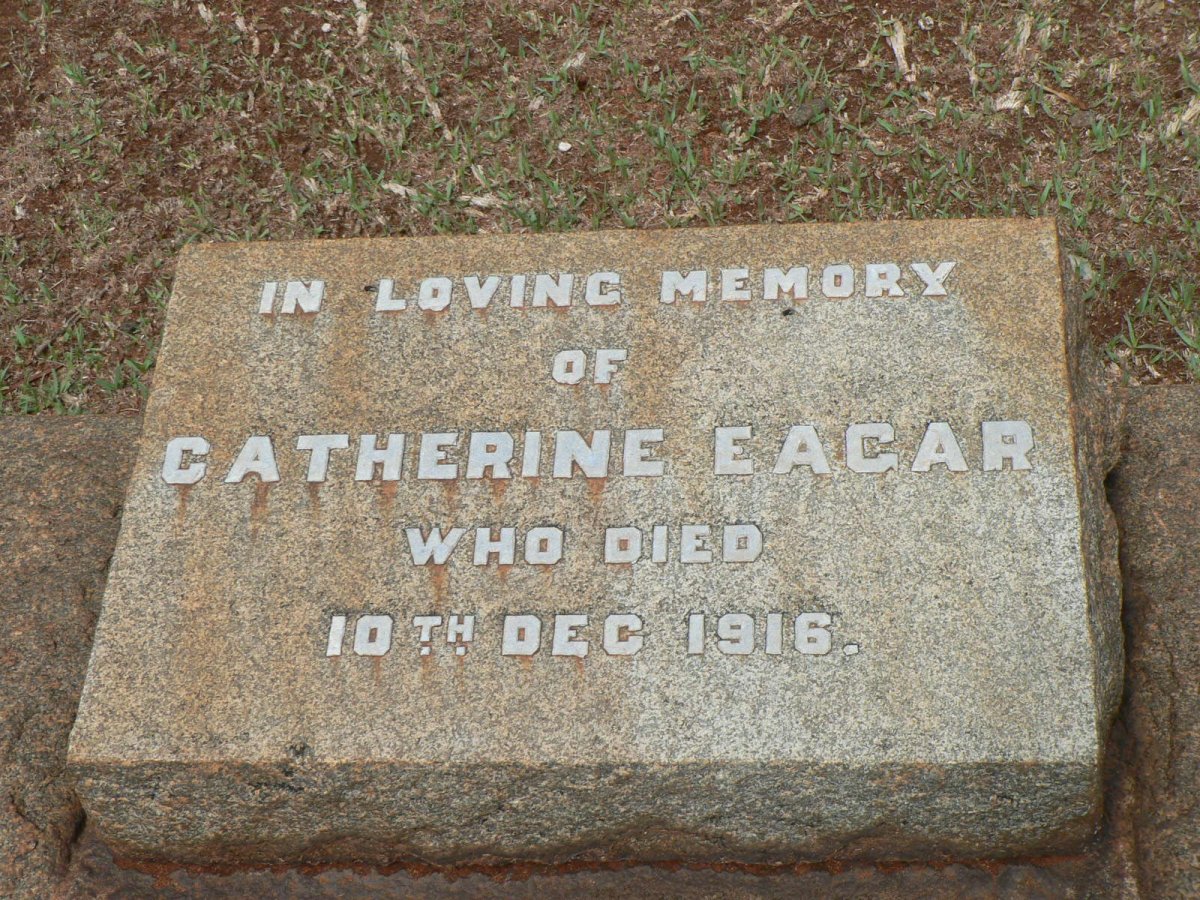 IN LOVING MEMORY
OF
CATHERINE EAGAR
WHO DIED
10TH DEC 1916.